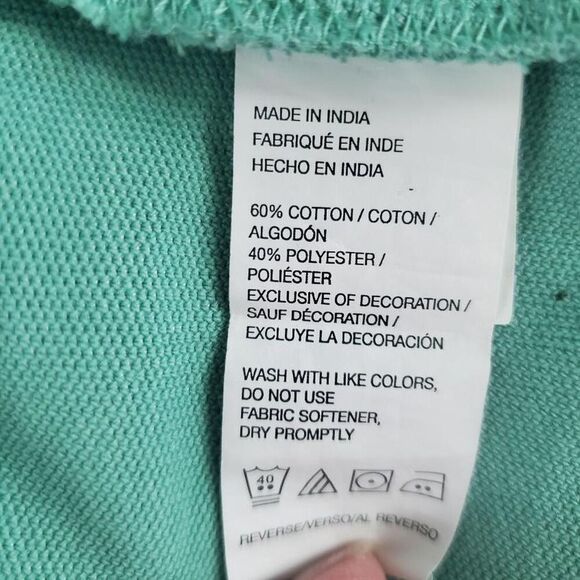 MADE IN INDIA
FABRIQUÉ EN INDE
HECHO EN INDIA
60% COTTON / COTON /
ALGODÓN
40% POLYESTER /
POLIÉSTER
EXCLUSIVE OF DECORATION /
SAUF DÉCORATION /
EXCLUYE LA DECORACIÓN
WASH WITH LIKE COLORS,
DO NOT USE
FABRIC SOFTENER,
DRY PROMPTLY
40
REVERSE/VERSO/AL REVERSO